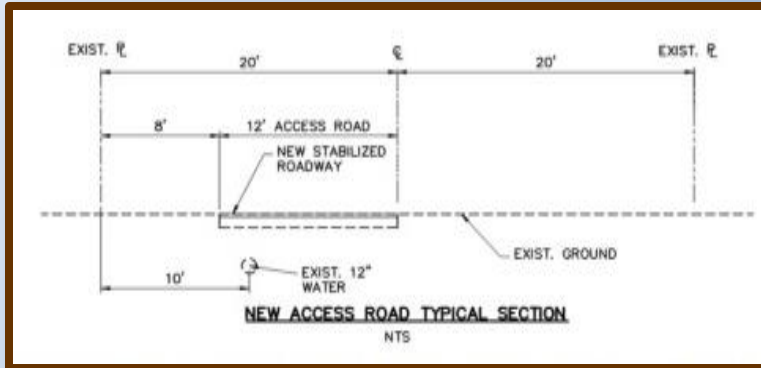 EXIST. ⅊
℄
EXIST. ⅊
20'
20'
8'
12' ACCESS ROAD
NEW STABILIZED
ROADWAY
EXIST. GROUND
10'
EXIST. 12"
WATER
NEW ACCESS ROAD TYPICAL SECTION
NTS